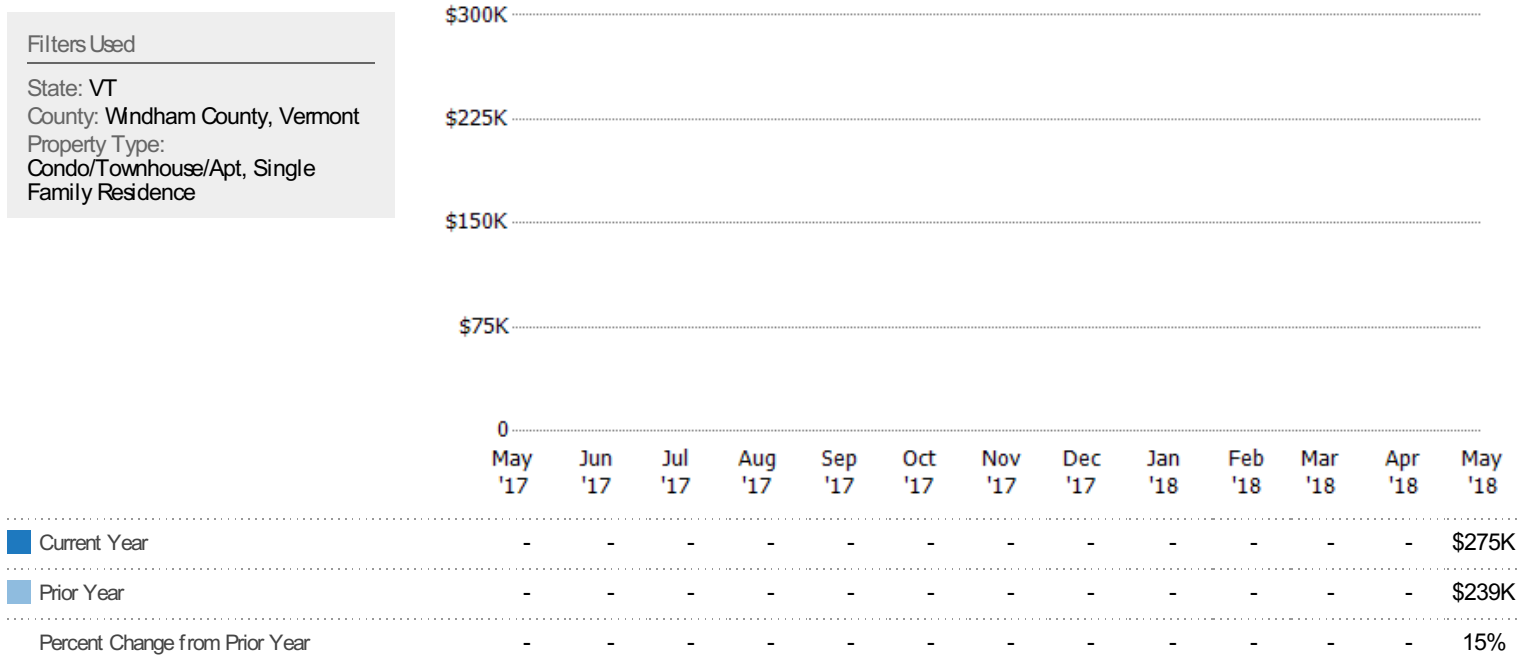 Filters Used
State: VT
County: Windham County, Vermont
Property Type:
Condo/Townhouse/Apt, Single
Family Residence
$300K
$225K
$150K
$75K
0
May Jun Jul Aug Sep Oct Nov Dec Jan Feb Mar Apr May
'17 '17 '17 '17 '17 '17 '17 '17 '18 '18 '18 '18 '18
Current Year - - - - - - - - - - - - $275K
Prior Year - - - - - - - - - - - - $239K
Percent Change from Prior Year - - - - - - - - - - - - 15%